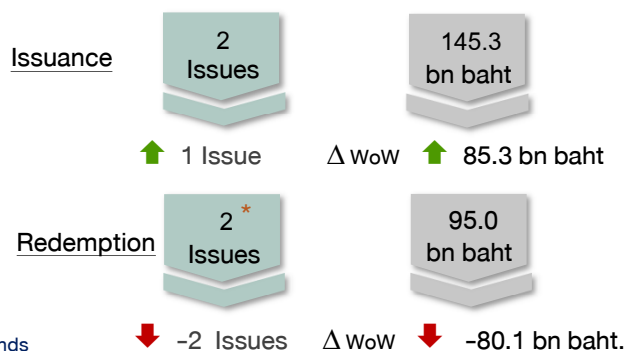 Issuance
2
Issues
145.3
bn baht
1 Issue
Δ WoW
85.3 bn baht
Redemption
2 *
Issues
95.0
bn baht
-2 Issues
Δ WoW
-80.1 bn baht.